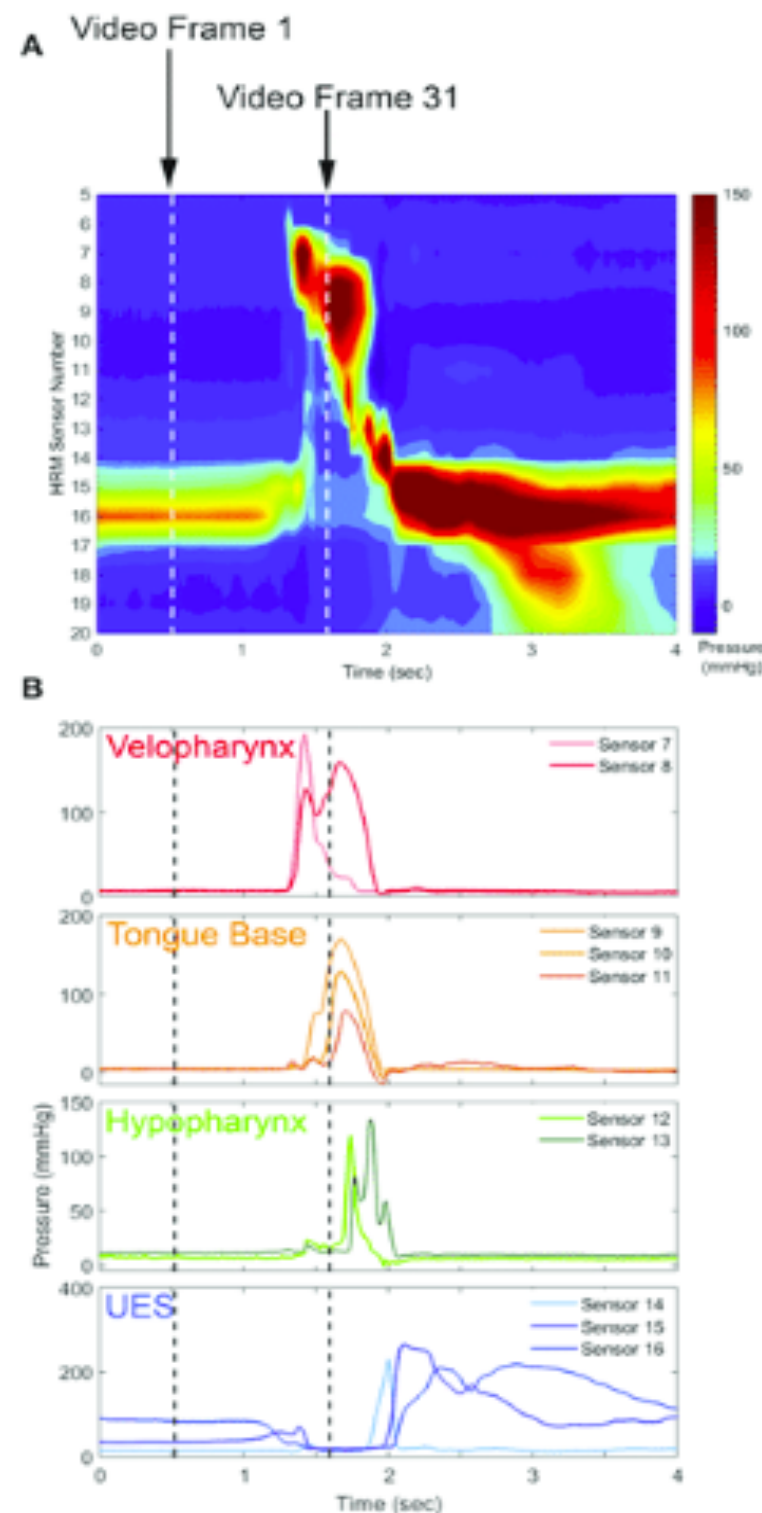 Video Frame 1
A
Video Frame 31
5
6
7
8
9
10
11
12
13
14
15
16
17
18
19
20
HRM Sensor Number
0
1
2
3
4
Time (sec)
150
100
50
0
Pressure
(mmHg)
B
Velopharynx
Sensor 7
Sensor 8
200
100
0
Tongue Base
Sensor 9
Sensor 10
Sensor 11
200
100
0
Hypopharynx
Sensor 12
Sensor 13
150
100
50
0
Pressure (mmHg)
UES
Sensor 14
Sensor 15
Sensor 16
400
200
0
0
1
2
3
4
Time (sec)